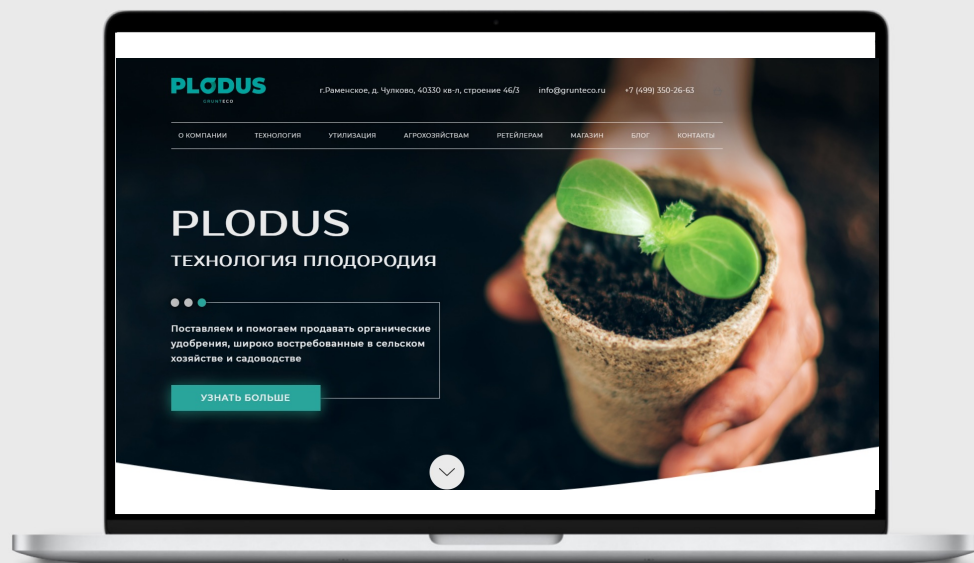 PLODUS
GRUNTECO
г.Раменское, д. Чулково, 40330 кв-л, строение 46/3 info@grunteco.ru +7 (499) 350-26-63
О КОМПАНИИ ТЕХНОЛОГИЯ УТИЛИЗАЦИЯ АГРОХОЗЯЙСТВАМ РЕТЕЙЛЕРАМ МАГАЗИН БЛОГ КОНТАКТЫ
PLODUS
ТЕХНОЛОГИЯ ПЛОДОРОДИЯ
Поставляем и помогаем продавать органические
удобрения, широко востребованные в сельском
хозяйстве и садоводстве
УЗНАТЬ БОЛЬШЕ